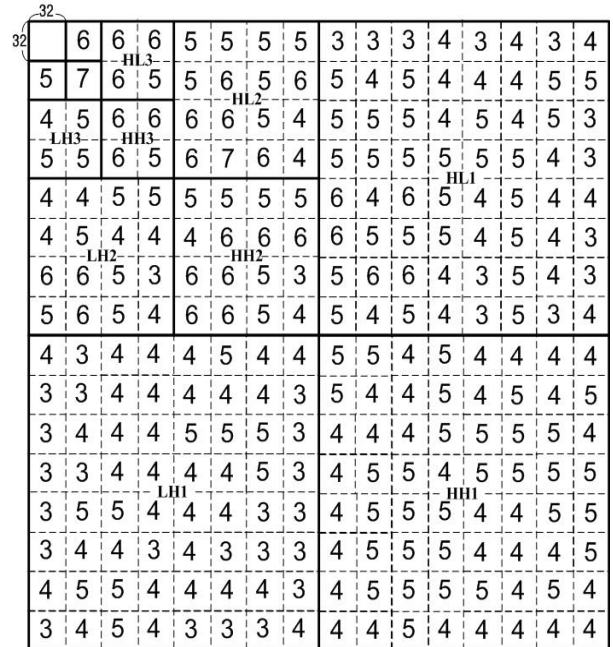 32
32 6 6 6 5 5 5 5 3 3 3 4 3 4 3 4
HL3
5 7 6 5 5 6 5 6 5 4 5 4 4 4 5 3
HL2
4 5 6 6 6 6 5 4 5 5 5 4 5 4 5 3
LH3 HH3
5 5 6 5 6 7 6 4 5 5 5 5 5 5 4 3
HL1
4 4 5 5 5 5 5 5 6 4 6 5 4 5 4 4
4 5 4 4 4 6 6 6 6 5 5 5 4 5 4 3
LH2 HH2
6 6 5 3 6 6 5 3 5 6 6 4 3 5 4 3
5 6 5 4 6 6 5 4 5 4 5 4 3 5 3 4
4 3 4 4 4 5 4 4 5 5 4 5 4 4 4 4
3 3 4 4 4 4 4 3 5 4 4 5 4 5 4 5
3 4 4 4 5 5 5 3 4 4 4 5 5 5 5 4
3 3 4 4 4 4 5 3 4 5 5 4 5 5 5 5
LH1 HH1
3 5 5 4 4 4 3 3 4 5 5 5 4 4 5 5
3 4 4 3 4 3 3 3 4 5 5 5 4 4 4 5
4 5 5 4 4 4 4 3 4 5 5 5 5 4 5 4
3 4 5 4 3 3 3 4 4 4 5 4 4 4 4 4